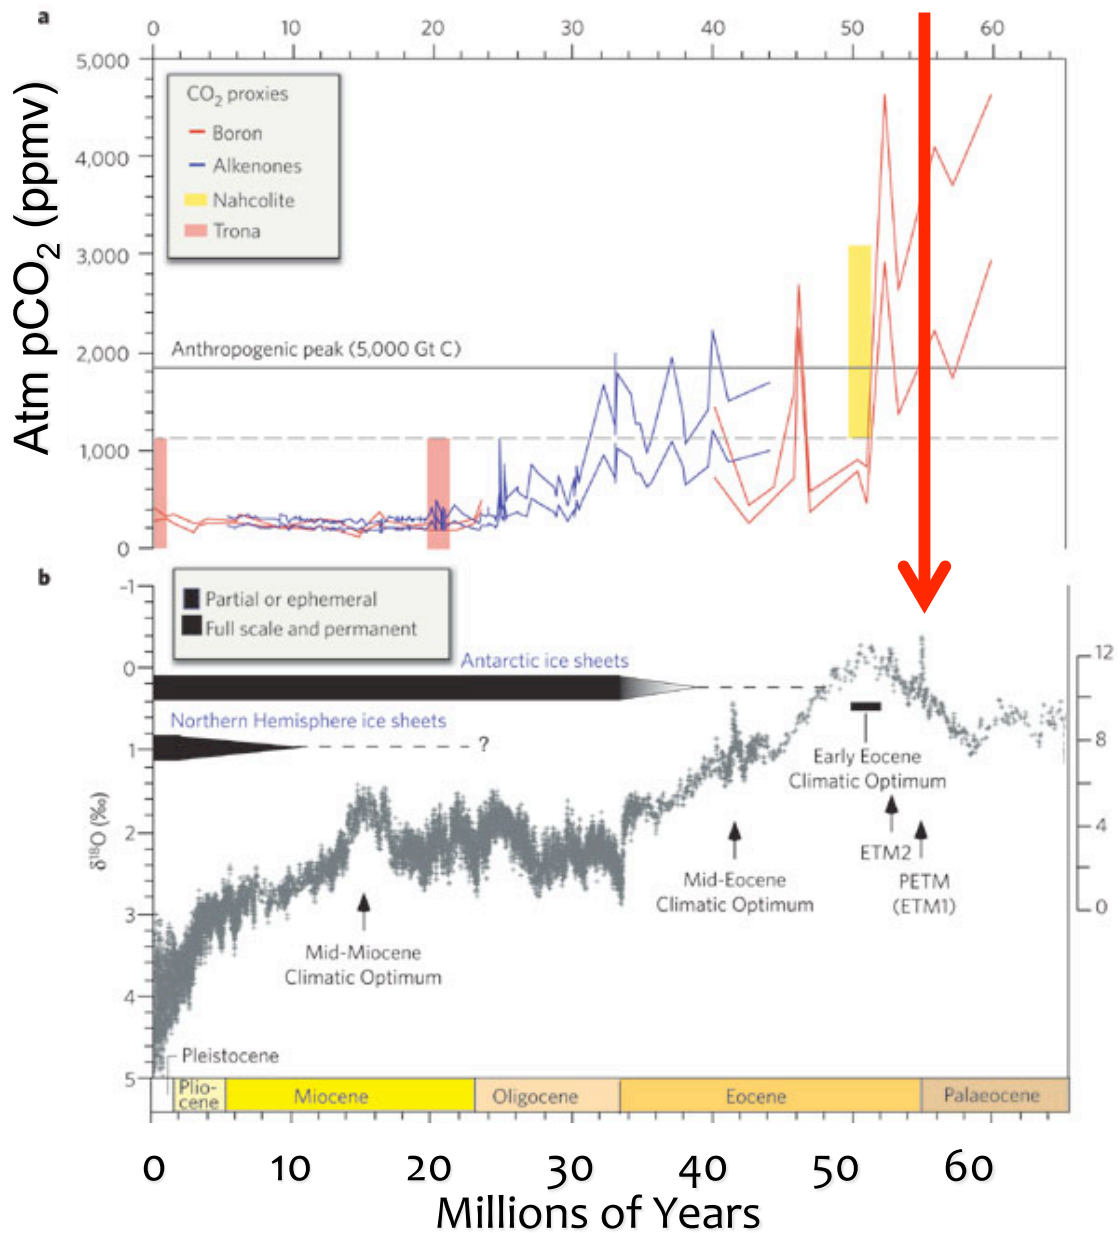 a
0 10 20 30 40 50 60
5,000
4,000
3,000
2,000
1,000
0
Atm pCO₂ (ppmv)
CO₂ proxies
Boron
Alkenones
Nahcolite
Trona
Anthropogenic peak (5,000 Gt C)
b
Partial or ephemeral
Full scale and permanent
Antarctic ice sheets
Northern Hemisphere ice sheets
?
–1
0
1
2
3
4
5
δ¹⁸O (‰)
12
8
4
0
Early Eocene
Climatic Optimum
ETM2
PETM
(ETM1)
Mid-Eocene
Climatic Optimum
Mid-Miocene
Climatic Optimum
Pleistocene
Plio-
cene
Miocene
Oligocene
Eocene
Palaeocene
0 10 20 30 40 50 60
Millions of Years